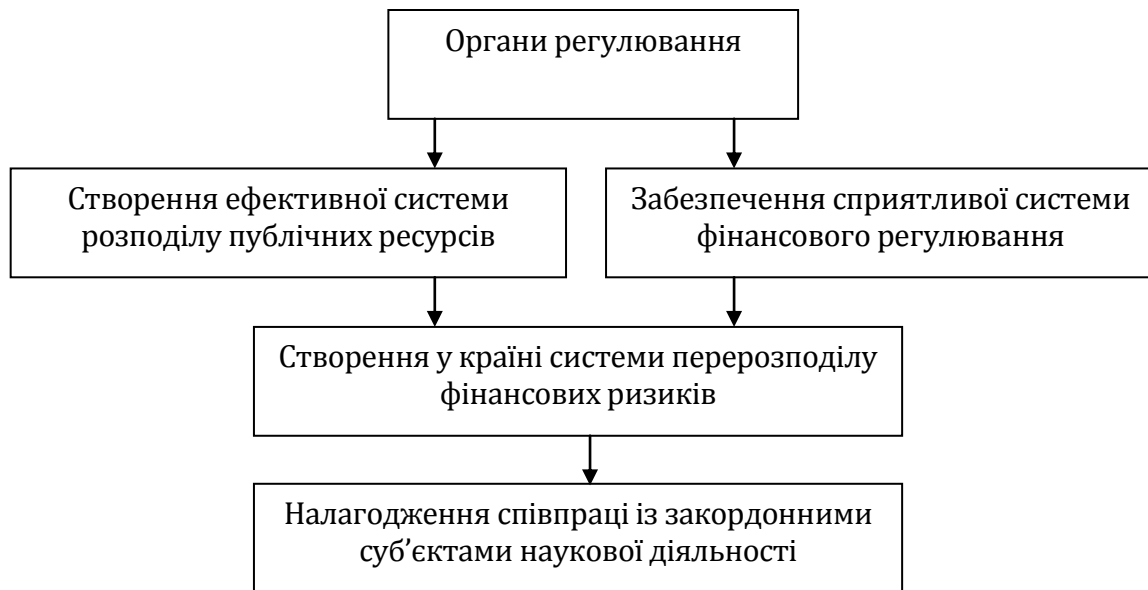 Органи регулювання
Створення ефективної системи
розподілу публічних ресурсів
Забезпечення сприятливої системи
фінансового регулювання
Створення у країні системи перерозподілу
фінансових ризиків
Налагодження співпраці із закордонними
суб’єктами наукової діяльності